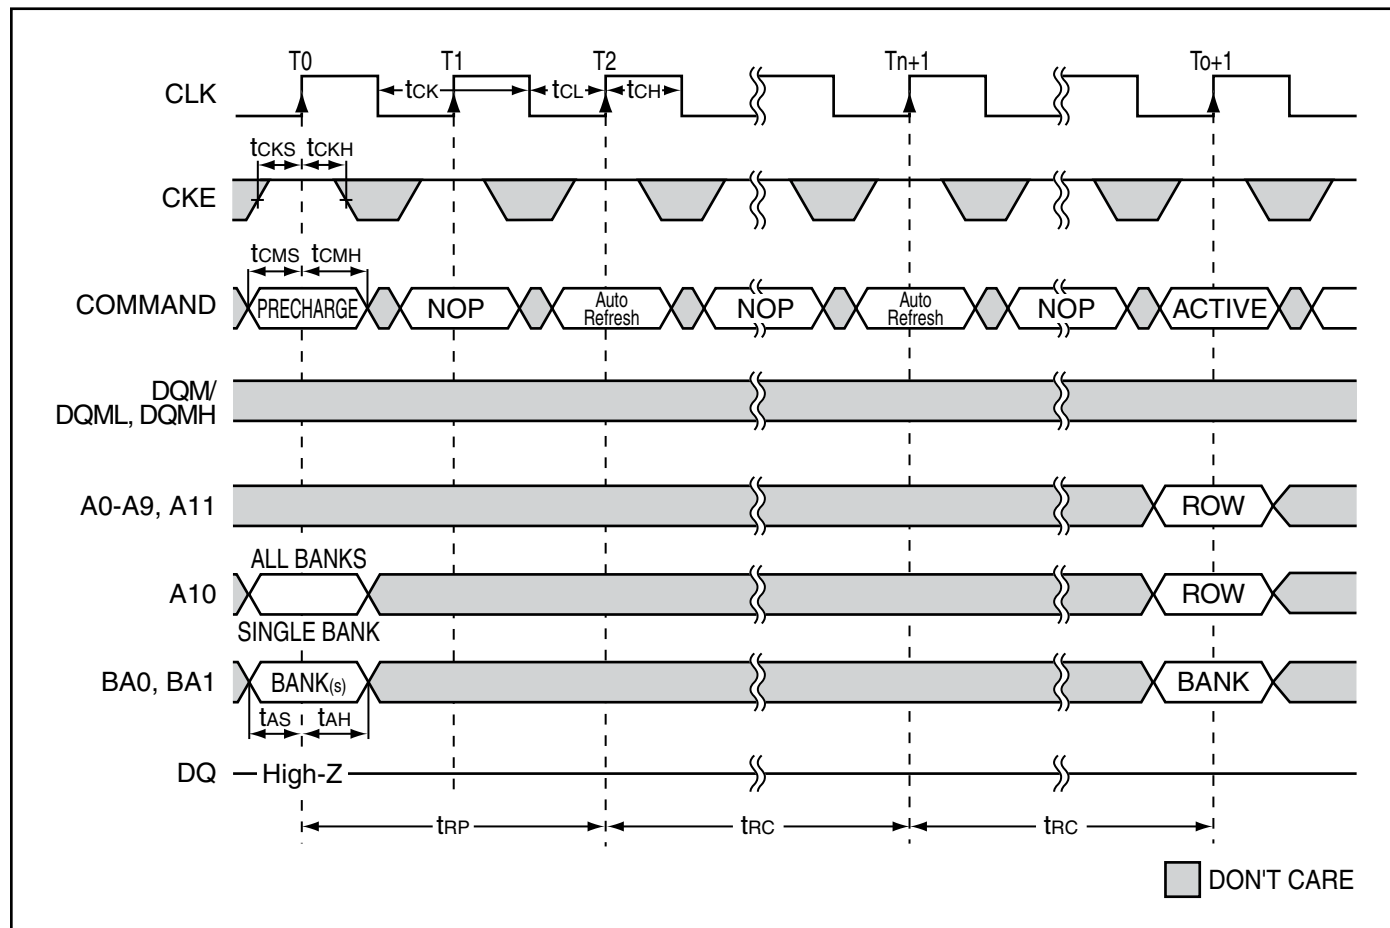 T0 T1 T2 Tn+1 To+1
CLK tCK tCL tCH
tCKS tCKH
CKE
tCMS tCMH
COMMAND PRECHARGE NOP Auto Refresh NOP Auto Refresh NOP ACTIVE
DQM/
DQML, DQMH
A0-A9, A11 ROW
ALL BANKS
A10 ROW
SINGLE BANK
BA0, BA1 BANK(s) BANK
tAS tAH
DQ High-Z
tRP tRC tRC
DON'T CARE